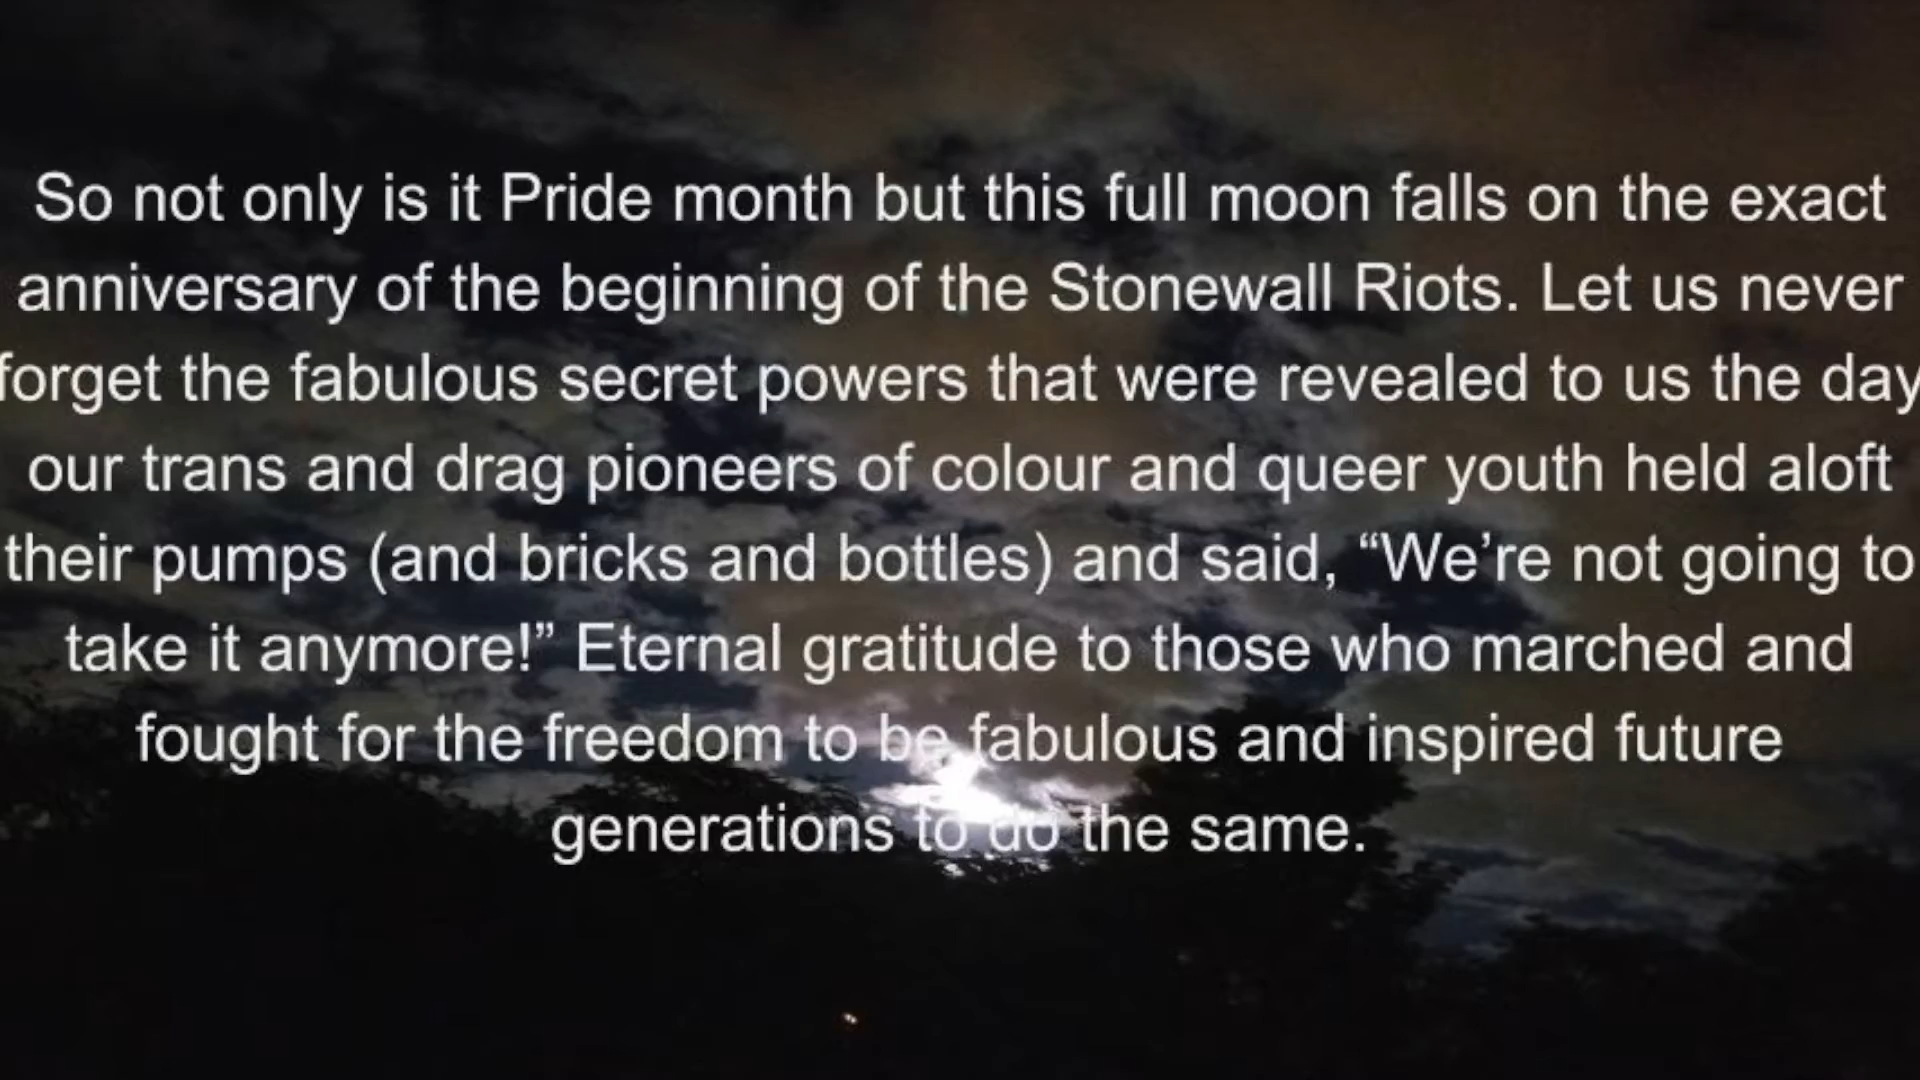 So not only is it Pride month but this full moon falls on the exact
anniversary of the beginning of the Stonewall Riots. Let us never
forget the fabulous secret powers that were revealed to us the day
our trans and drag pioneers of colour and queer youth held aloft
their pumps (and bricks and bottles) and said, “We’re not going to
take it anymore!” Eternal gratitude to those who marched and
fought for the freedom to be fabulous and inspired future
generations to do the same.